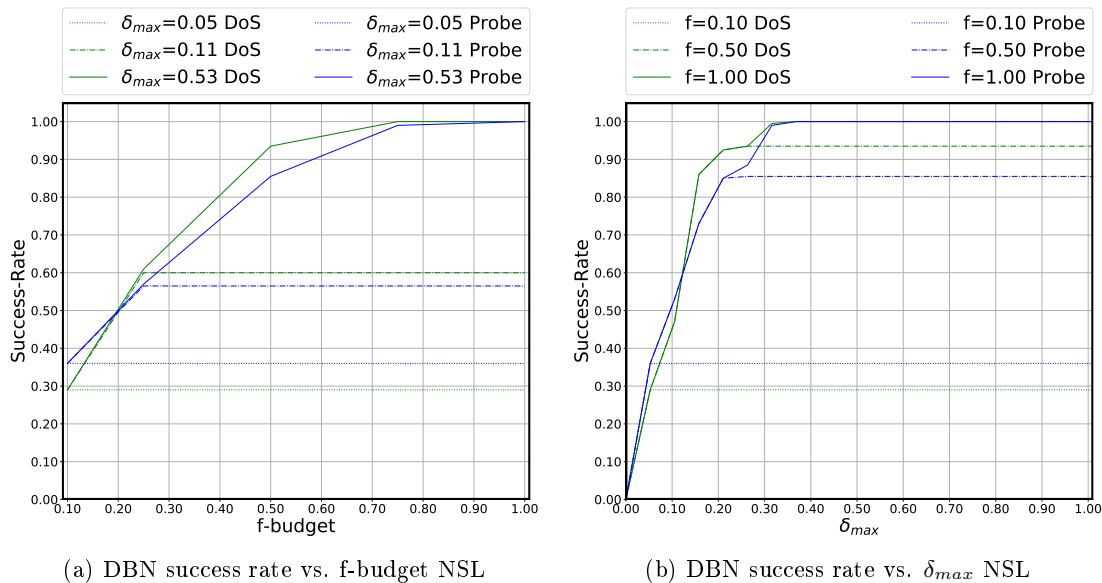 δmax=0.05 DoS δmax=0.05 Probe
δmax=0.11 DoS δmax=0.11 Probe
δmax=0.53 DoS δmax=0.53 Probe
Success-Rate
1.00
0.90
0.80
0.70
0.60
0.50
0.40
0.30
0.20
0.10
0.00
0.10 0.20 0.30 0.40 0.50 0.60 0.70 0.80 0.90 1.00
f-budget
(a) DBN success rate vs. f-budget NSL
f=0.10 DoS f=0.10 Probe
f=0.50 DoS f=0.50 Probe
f=1.00 DoS f=1.00 Probe
Success-Rate
1.00
0.90
0.80
0.70
0.60
0.50
0.40
0.30
0.20
0.10
0.00
0.00 0.10 0.20 0.30 0.40 0.50 0.60 0.70 0.80 0.90 1.00
δmax
(b) DBN success rate vs. δmax NSL